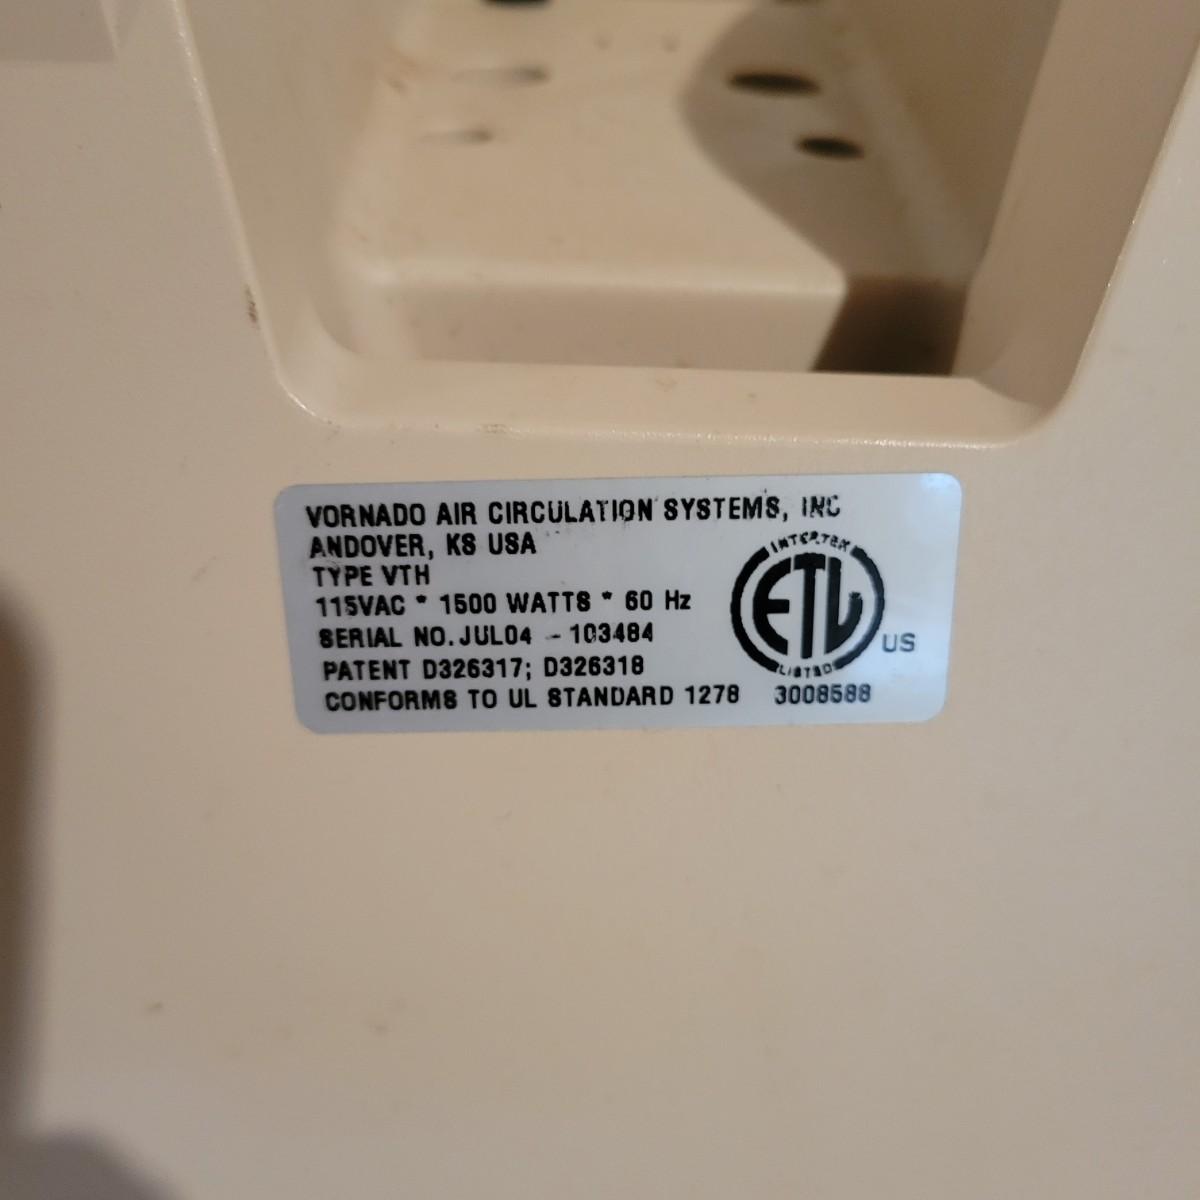 VORNADO AIR CIRCULATION SYSTEMS, INC
ANDOVER, KS USA
TYPE VTH
115VAC * 1500 WATTS * 60 Hz
SERIAL NO. JUL04 - 103484
PATENT D326317; D326318
CONFORMS TO UL STANDARD 1278
INTERTEK
ETL
LISTED
US
3008588